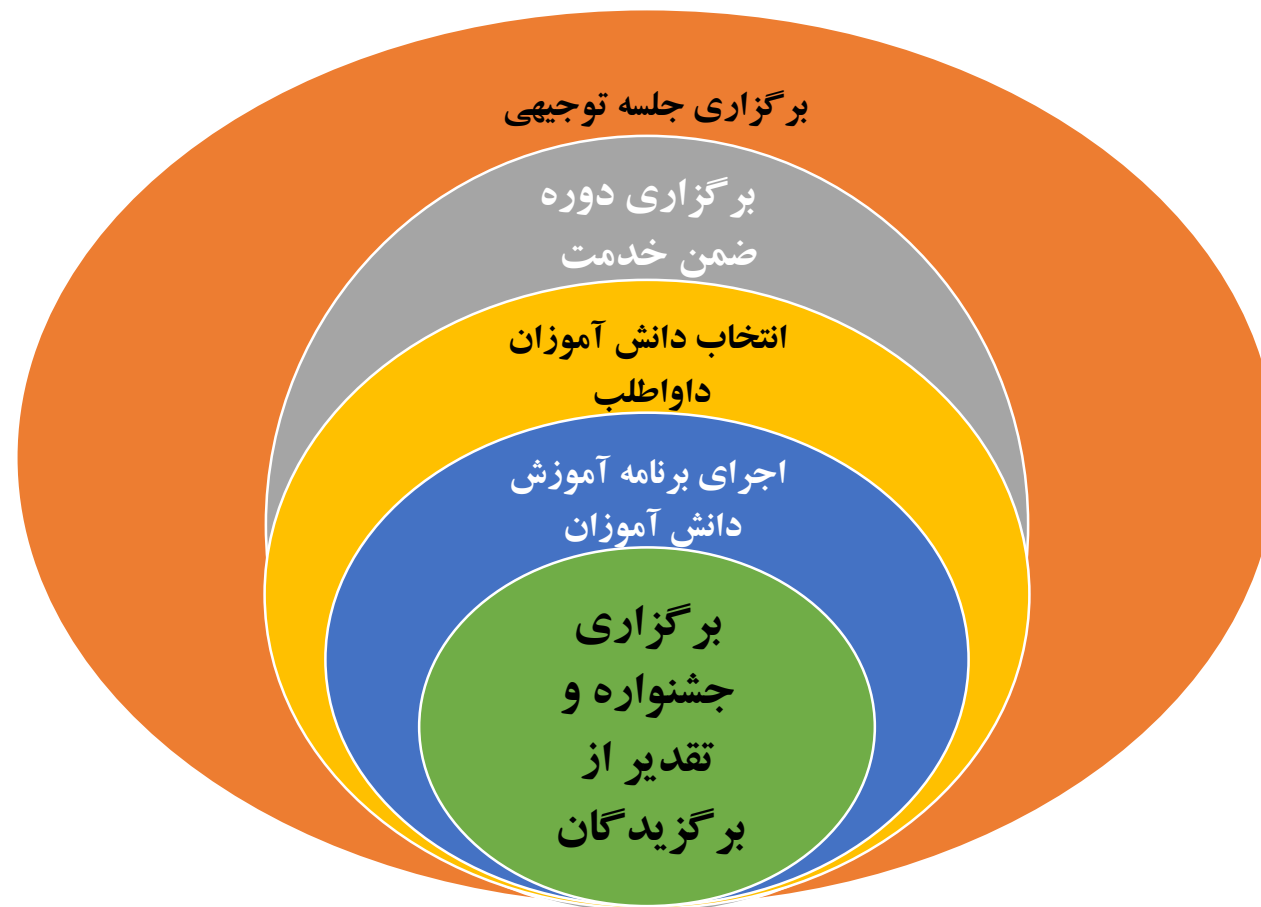 برگزاری جلسه توجیهی
برگزاری دوره
ضمن خدمت
انتخاب دانش آموزان
داواطلب
اجرای برنامه آموزش
دانش آموزان
برگزاری
جشنواره و
تقدیر از
برگزیدگان